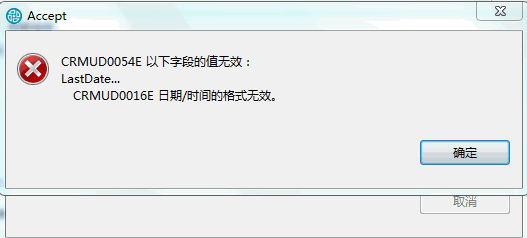 Accept
CRMUD0054E 以下字段的值无效：
LastDate...
CRMUD0016E 日期/时间的格式无效。
确定
取消